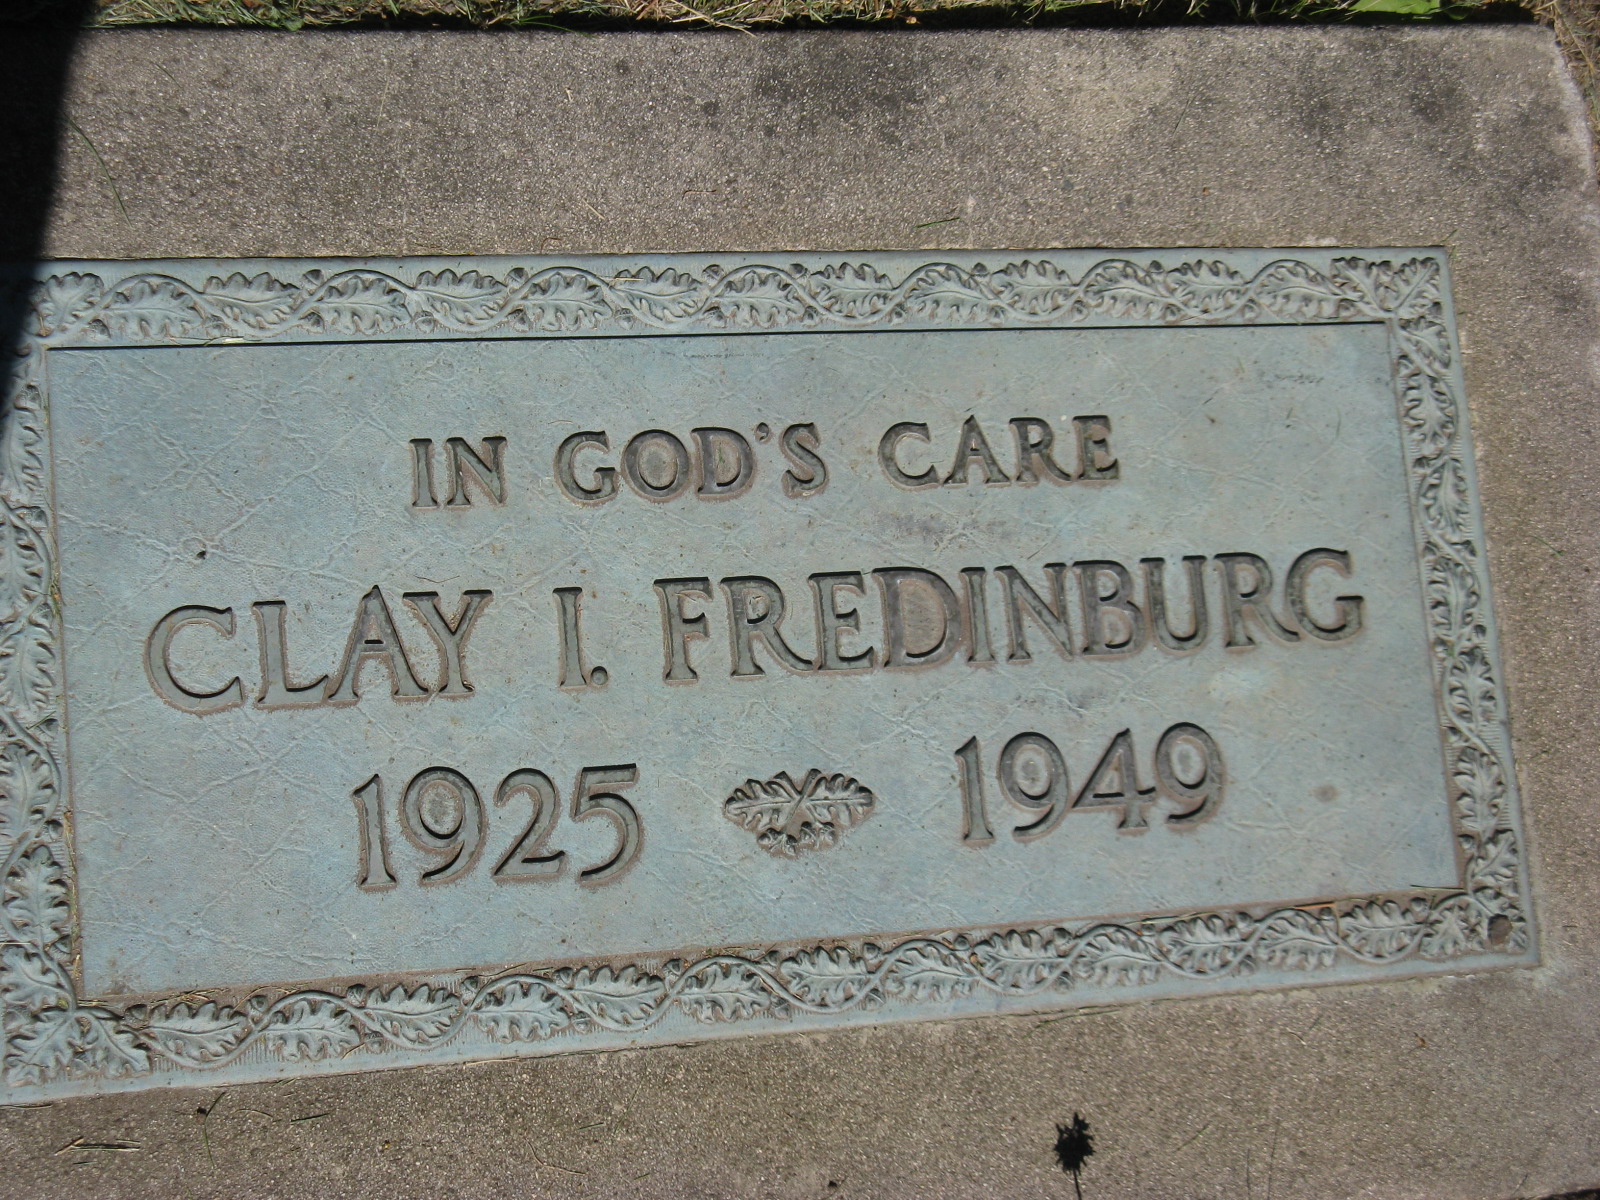 IN GOD'S CARE
CLAY I. FREDINBURG
1925 1949